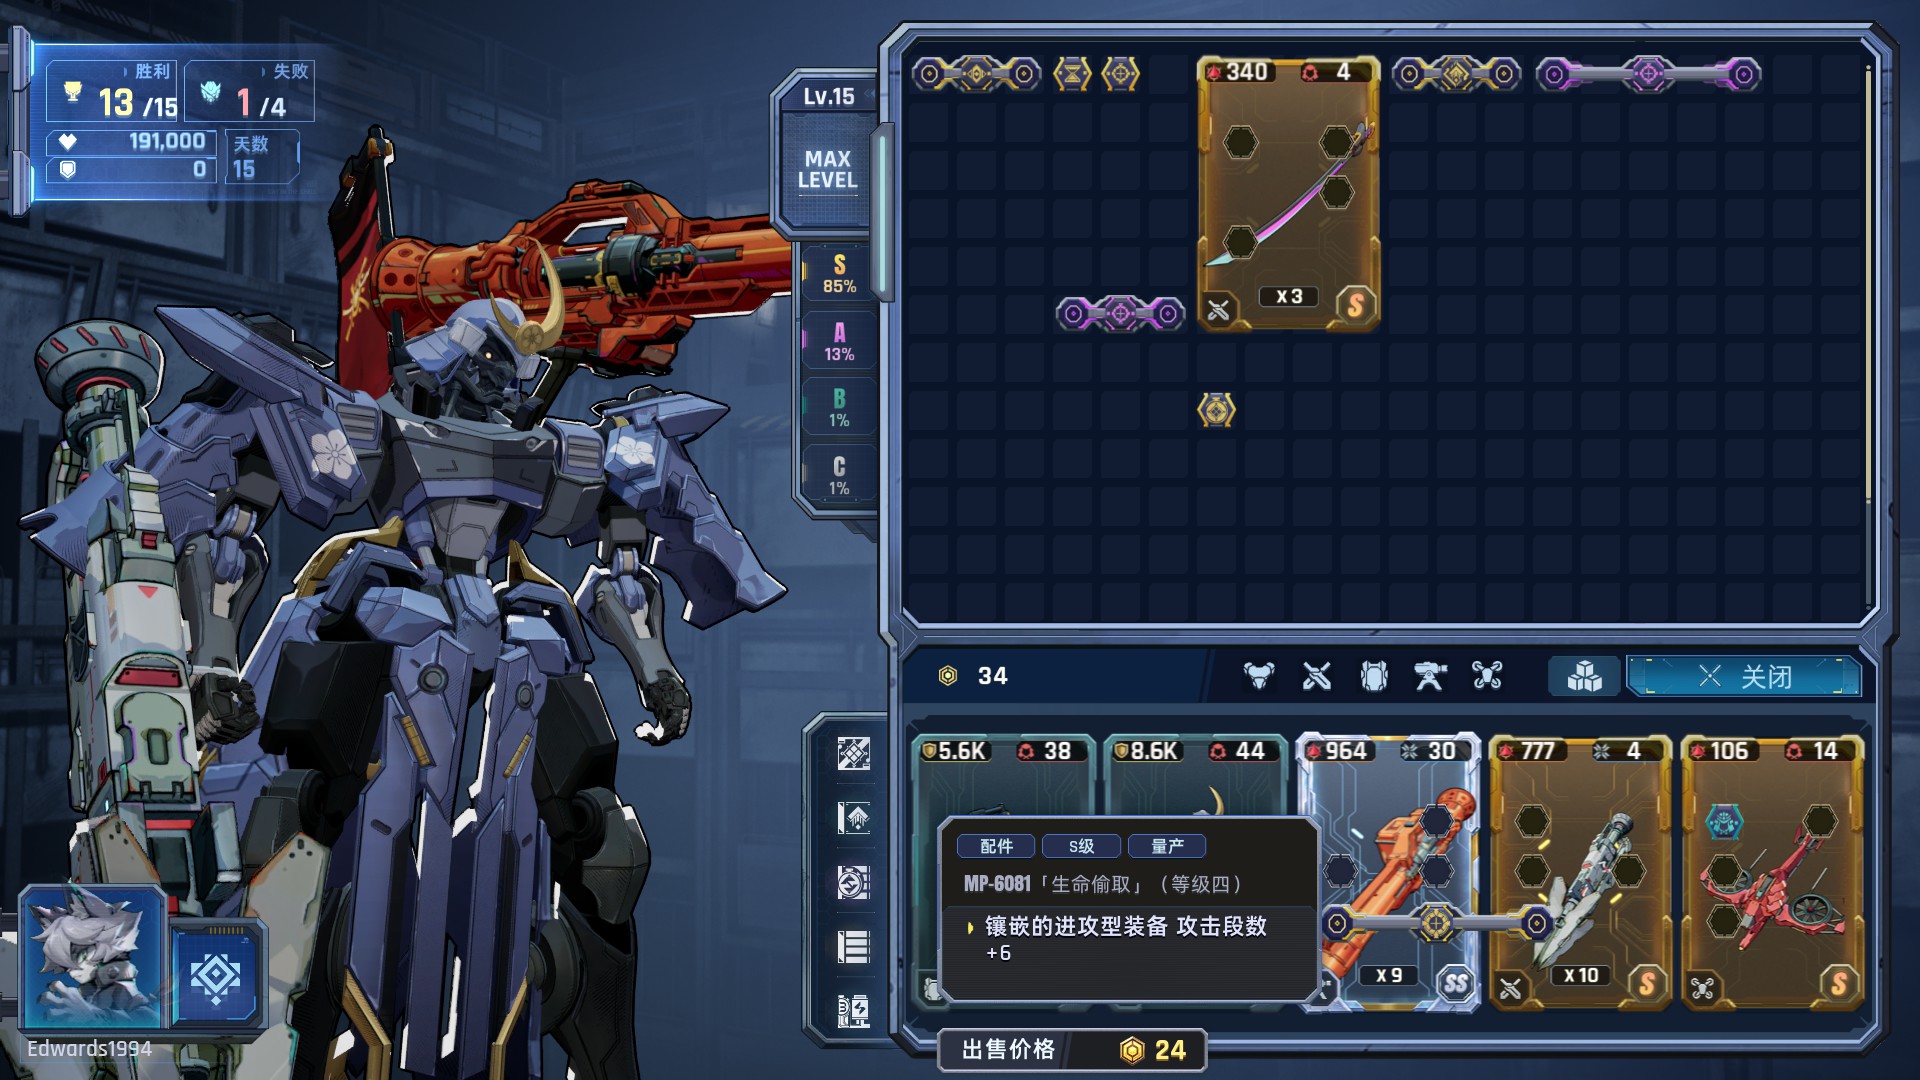 胜利
13 /15
失败
1 /4
191,000
0
天数
15
Lv.15
MAX LEVEL
S
85%
A
13%
B
1%
C
1%
340
4
x 3
S
34
关闭
5.6K
38
8.6K
44
964
30
777
4
106
14
配件
S级
量产
MP-6081「生命偷取」（等级四）
镶嵌的进攻型装备 攻击段数
+6
x 9
SS
x 10
S
S
出售价格
24
Edwards1994